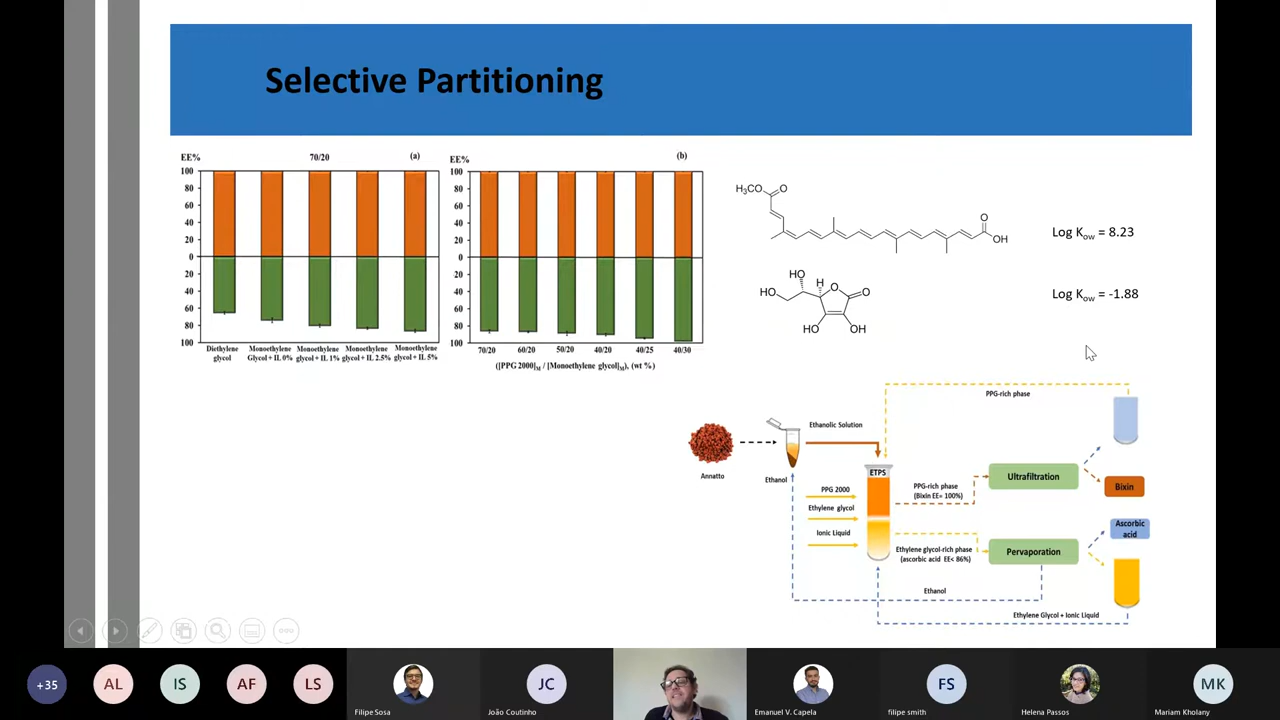 Selective Partitioning
EE%
70/20
(a)
100
80
60
40
20
0
20
40
60
80
100
Diethylene
glycol
Monoethylene
Glycol + IL 0%
Monoethylene
glycol + IL 1%
Monoethylene
glycol + IL 2.5%
Monoethylene
glycol + IL 5%
EE%
(b)
100
80
60
40
20
0
20
40
60
80
100
70/20
60/20
50/20
40/20
40/25
40/30
([PPG 2000]M / [Monoethylene glycol]M), (wt %)
H3CO
O
O
OH
Log Kow = 8.23
HO
HO
H
O
O
HO
OH
Log Kow = -1.88
PPG-rich phase
Ethanolic Solution
Annatto
Ethanol
ETPS
PPG 2000
Ethylene glycol
Ionic Liquid
PPG-rich phase
(Bixin EE= 100%)
Ultrafiltration
Bixin
Ethylene glycol-rich phase
(ascorbic acid EE< 86%)
Pervaporation
Ascorbic
acid
Ethanol
Ethylene Glycol + Ionic Liquid
+35
AL
IS
AF
LS
Filipe Sosa
JC
João Coutinho
Emanuel V. Capela
FS
filipe smith
Helena Passos
MK
Mariam Kholany